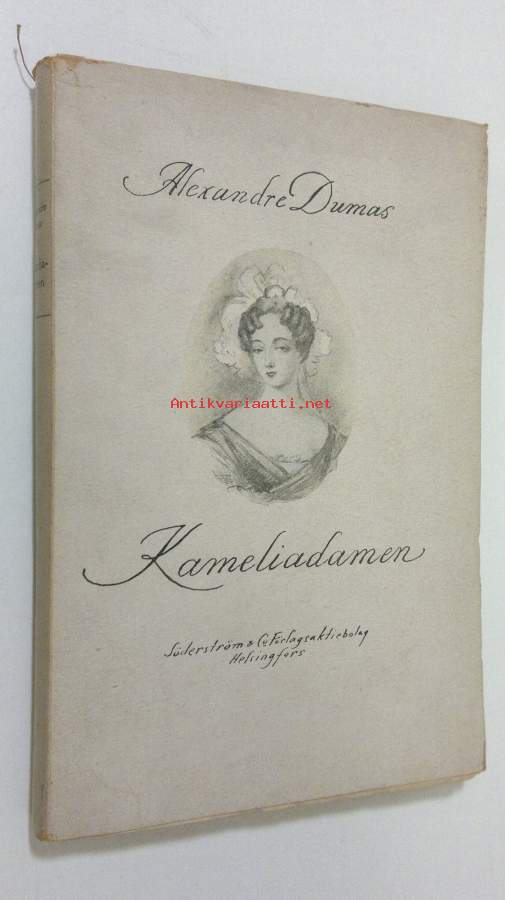 Alexandre Dumas
Antikvariaatti.net
Kameliadamen
Söderström & Co Förlagsaktiebolag
Helsingfors